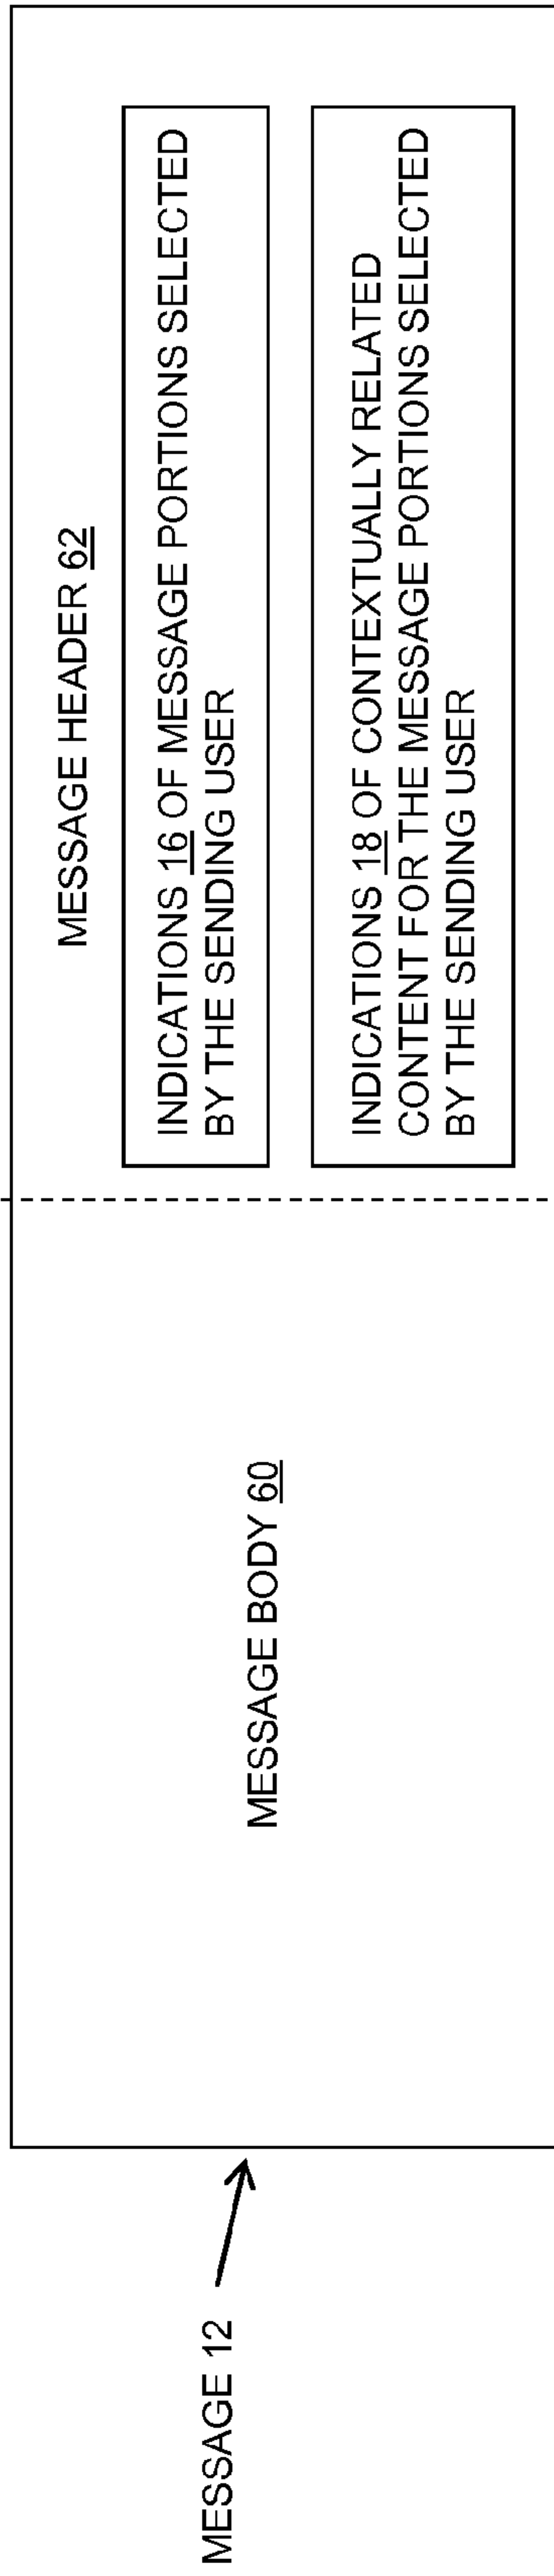 MESSAGE 12
MESSAGE BODY 60
MESSAGE HEADER 62
INDICATIONS 16 OF MESSAGE PORTIONS SELECTED
BY THE SENDING USER
INDICATIONS 18 OF CONTEXTUALLY RELATED
CONTENT FOR THE MESSAGE PORTIONS SELECTED
BY THE SENDING USER